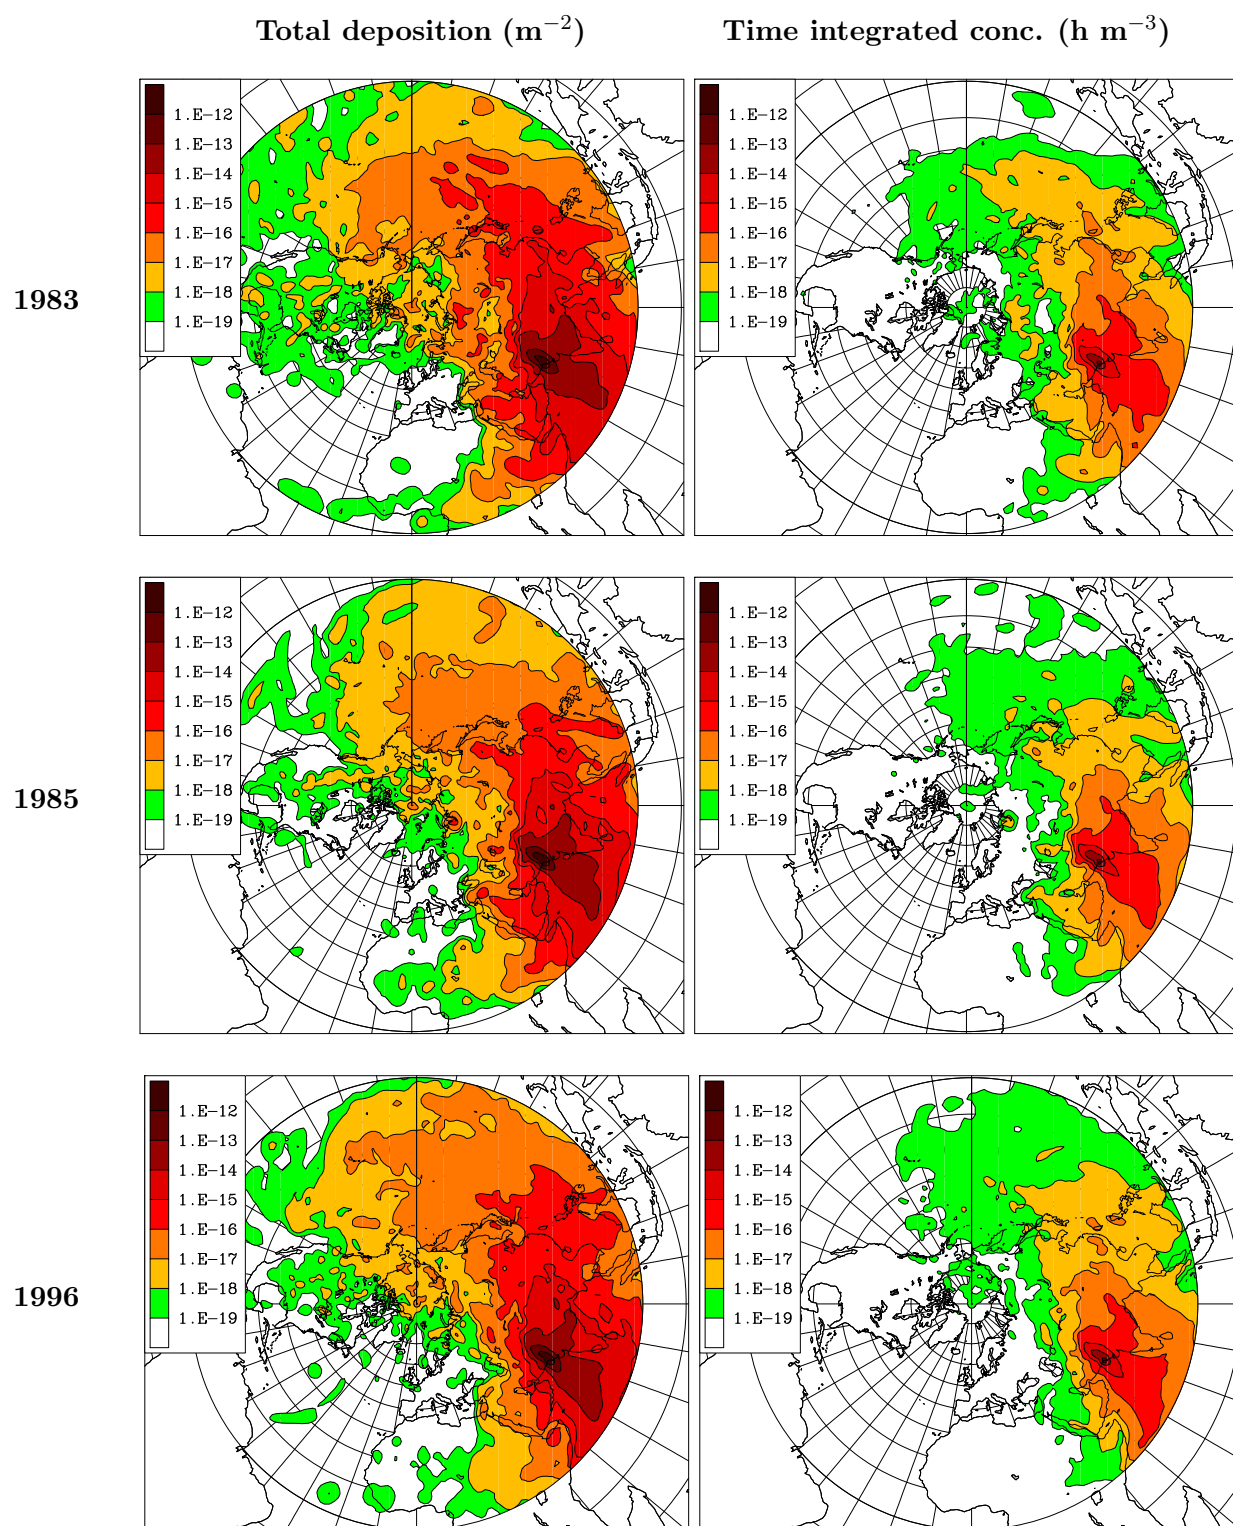 Total deposition (m⁻²) Time integrated conc. (h m⁻³)
1.E−12 1.E−12
1.E−13 1.E−13
1.E−14 1.E−14
1.E−15 1.E−15
1.E−16 1.E−16
1.E−17 1.E−17
1.E−18 1.E−18
1983
1.E−19 1.E−19
1.E−12 1.E−12
1.E−13 1.E−13
1.E−14 1.E−14
1.E−15 1.E−15
1.E−16 1.E−16
1.E−17 1.E−17
1.E−18 1.E−18
1985
1.E−19 1.E−19
1.E−12 1.E−12
1.E−13 1.E−13
1.E−14 1.E−14
1.E−15 1.E−15
1.E−16 1.E−16
1.E−17 1.E−17
1.E−18 1.E−18
1996
1.E−19 1.E−19